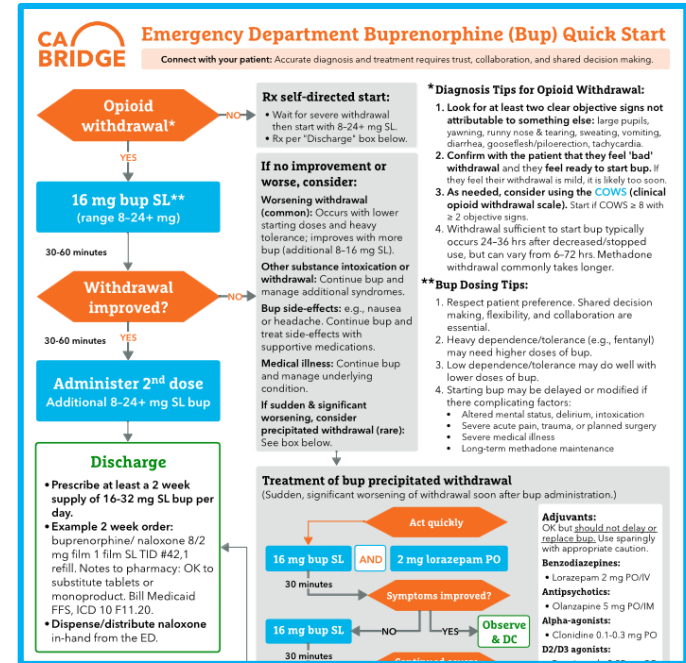 CA
BRIDGE
Emergency Department Buprenorphine (Bup) Quick Start
Connect with your patient: Accurate diagnosis and treatment requires trust, collaboration, and shared decision making.
Opioid
withdrawal*
NO
YES
16 mg bup SL**
(range 8–24+ mg)
30-60 minutes
Withdrawal
improved?
NO
YES
30-60 minutes
Administer 2nd dose
Additional 8–24+ mg SL bup
Discharge
• Prescribe at least a 2 week
supply of 16-32 mg SL bup per
day.
• Example 2 week order:
buprenorphine/ naloxone 8/2
mg film 1 film SL TID #42,1
refill. Notes to pharmacy: OK to
substitute tablets or
monoproduct. Bill Medicaid
FFS, ICD 10 F11.20.
• Dispense/distribute naloxone
in-hand from the ED.
Rx self-directed start:
• Wait for severe withdrawal
then start with 8–24+ mg SL.
• Rx per "Discharge" box below.
If no improvement or
worse, consider:
Worsening withdrawal
(common): Occurs with lower
starting doses and heavy
tolerance; improves with more
bup (additional 8–16 mg SL).
Other substance intoxication or
withdrawal: Continue bup and
manage additional syndromes.
Bup side-effects: e.g., nausea
or headache. Continue bup and
treat side-effects with
supportive medications.
Medical illness: Continue bup
and manage underlying
condition.
If sudden & significant
worsening, consider
precipitated withdrawal (rare):
See box below.
*Diagnosis Tips for Opioid Withdrawal:
1. Look for at least two clear objective signs not
attributable to something else: large pupils,
yawning, runny nose & tearing, sweating, vomiting,
diarrhea, gooseflesh/piloerection, tachycardia.
2. Confirm with the patient that they feel 'bad'
withdrawal and they feel ready to start bup. If
they feel their withdrawal is mild, it is likely too soon.
3. As needed, consider using the COWS (clinical
opioid withdrawal scale). Start if COWS ≥ 8 with
≥ 2 objective signs.
4. Withdrawal sufficient to start bup typically
occurs 24–36 hrs after decreased/stopped
use, but can vary from 6–72 hrs. Methadone
withdrawal commonly takes longer.
**Bup Dosing Tips:
1. Respect patient preference. Shared decision
making, flexibility, and collaboration are
essential.
2. Heavy dependence/tolerance (e.g., fentanyl)
may need higher doses of bup.
3. Low dependence/tolerance may do well with
lower doses of bup.
4. Starting bup may be delayed or modified if
there complicating factors:
• Altered mental status, delirium, intoxication
• Severe acute pain, trauma, or planned surgery
• Severe medical illness
• Long-term methadone maintenance
Treatment of bup precipitated withdrawal
(Sudden, significant worsening of withdrawal soon after bup administration.)
Act quickly
16 mg bup SL
AND
2 mg lorazepam PO
30 minutes
Symptoms improved?
NO
YES
16 mg bup SL
Observe
& DC
30 minutes
Adjuvants:
OK but should not delay or
replace bup. Use sparingly
with appropriate caution.
Benzodiazepines:
• Lorazepam 2 mg PO/IV
Antipsychotics:
• Olanzapine 5 mg PO/IM
Alpha-agonists:
• Clonidine 0.1-0.3 mg PO
D2/D3 agonists: